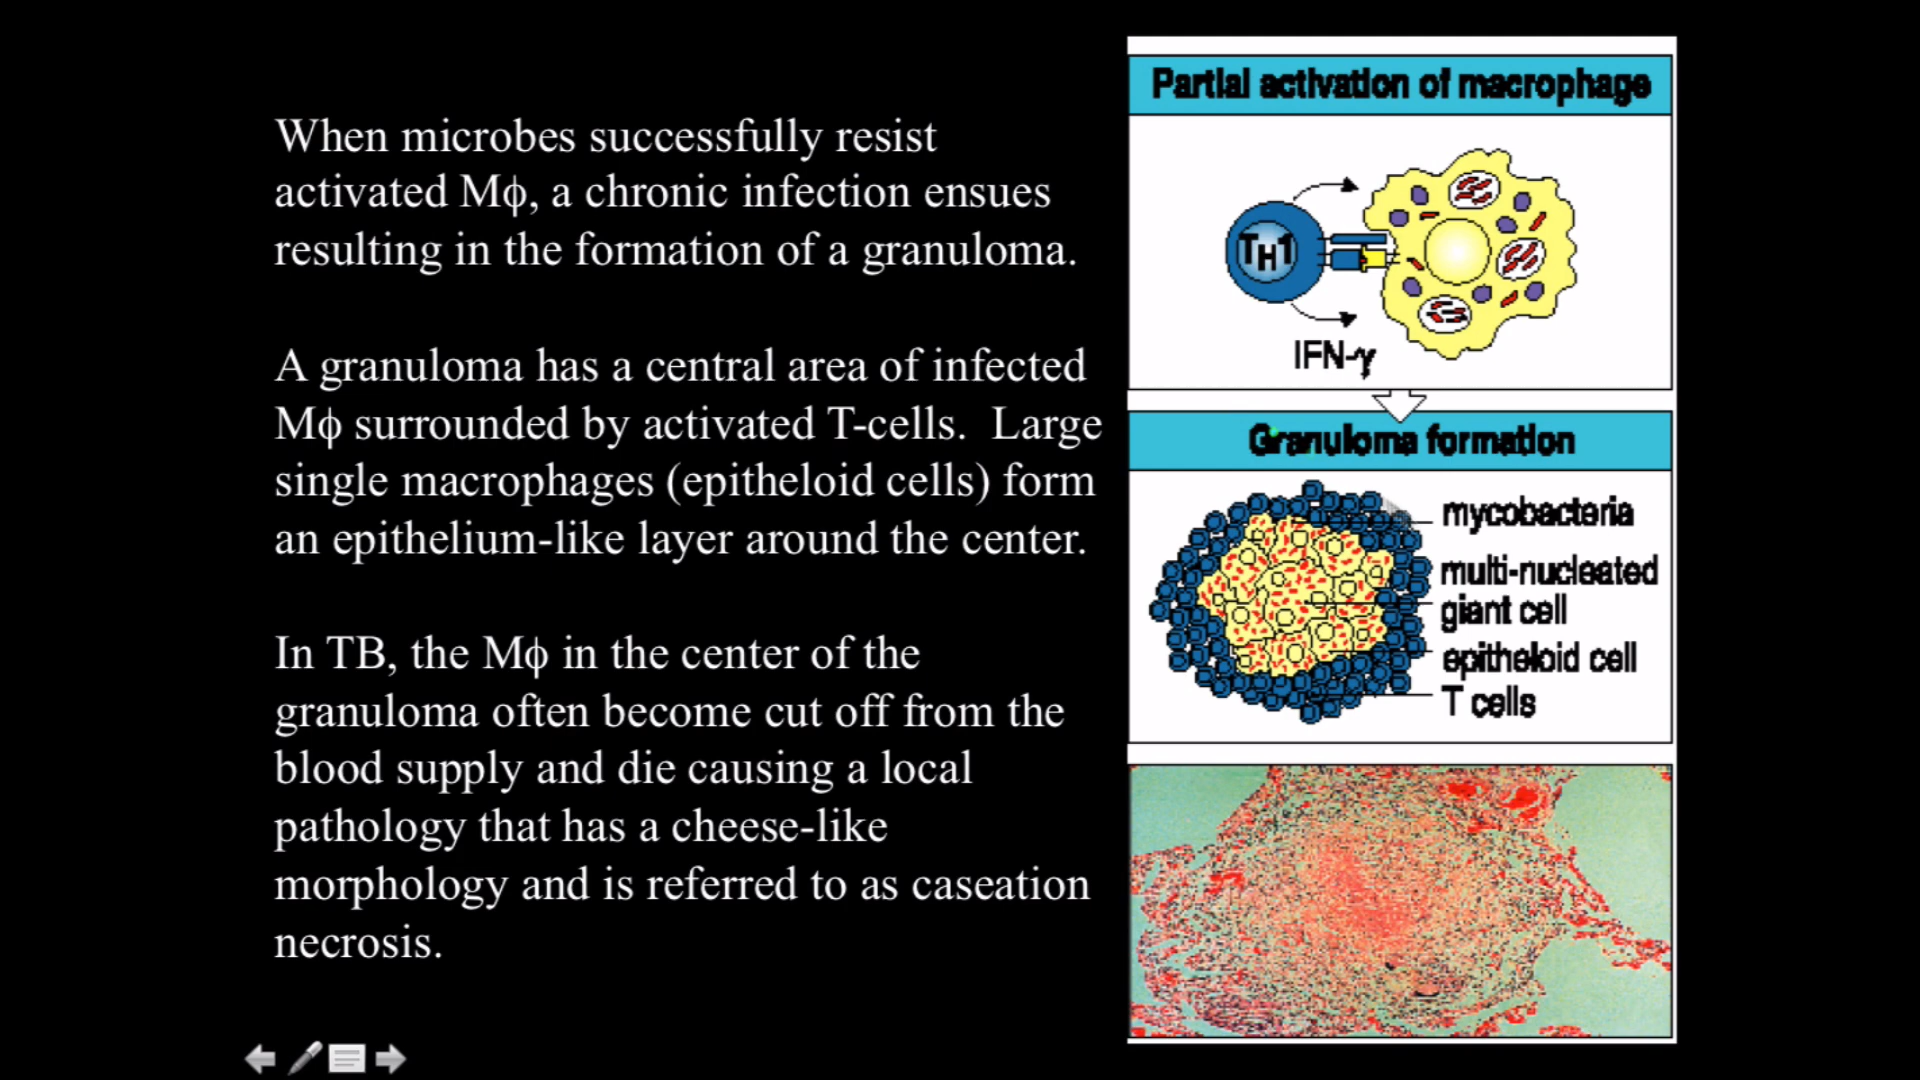 When microbes successfully resist
activated Mϕ, a chronic infection ensues
resulting in the formation of a granuloma.
A granuloma has a central area of infected
Mϕ surrounded by activated T-cells.  Large
single macrophages (epitheloid cells) form
an epithelium-like layer around the center.
In TB, the Mϕ in the center of the
granuloma often become cut off from the
blood supply and die causing a local
pathology that has a cheese-like
morphology and is referred to as caseation
necrosis.
Partial activation of macrophage
TH1
IFN-γ
Granuloma formation
mycobacteria
multi-nucleated
giant cell
epitheloid cell
T cells